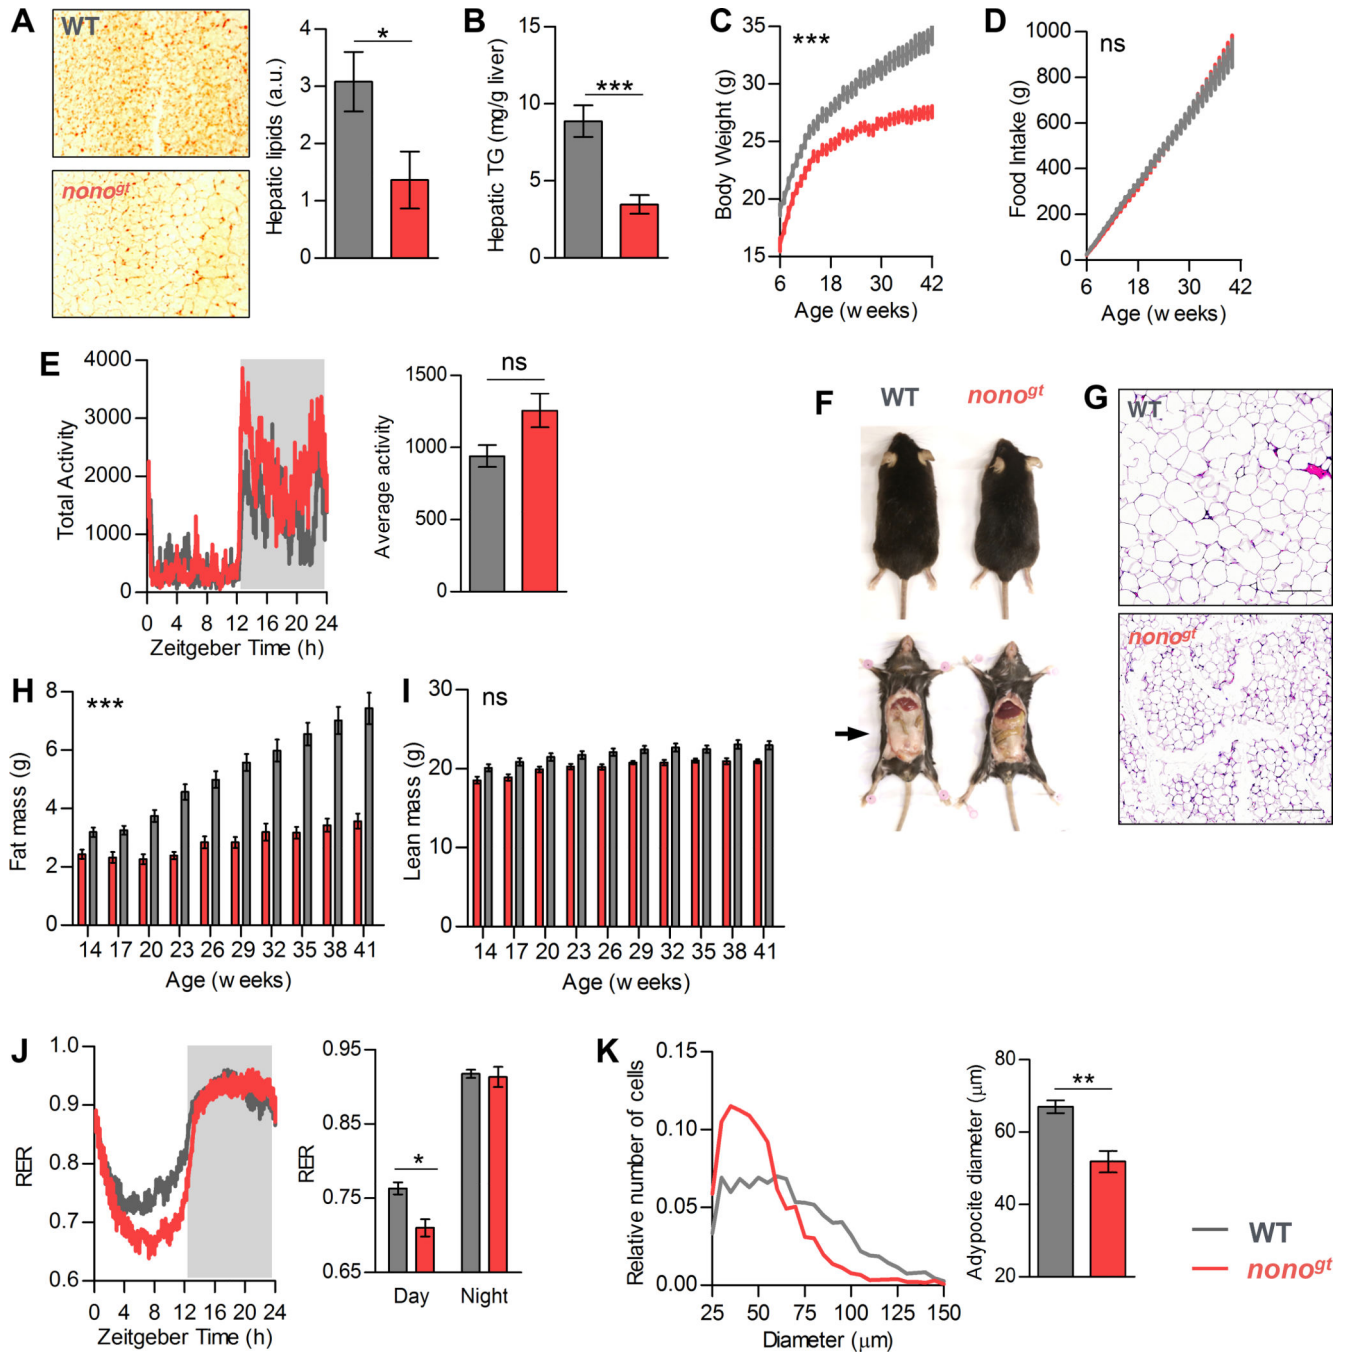 A
WT
nono^gt
Hepatic lipids (a.u.)
4
3
2
1
0
*
B
Hepatic TG (mg/g liver)
15
10
5
0
***
C
Body Weight (g)
35
30
25
20
15
***
6 18 30 42
Age (weeks)
D
Food Intake (g)
1000
800
600
400
200
0
ns
6 18 30 42
Age (weeks)
E
Total Activity
4000
3000
2000
1000
0
0 4 8 12 16 20 24
Zeitgeber Time (h)
Average activity
1500
1000
500
0
ns
F
WT nono^gt
G
WT
nono^gt
H
Fat mass (g)
8
6
4
2
0
***
14 17 20 23 26 29 32 35 38 41
Age (weeks)
I
Lean mass (g)
30
20
10
0
ns
14 17 20 23 26 29 32 35 38 41
Age (weeks)
J
RER
1.0
0.9
0.8
0.7
0.6
0 4 8 12 16 20 24
Zeitgeber Time (h)
RER
0.95
0.85
0.75
0.65
*
Day Night
K
Relative number of cells
0.15
0.10
0.05
0.00
25 50 75 100 125 150
Diameter (μm)
Adypocite diameter (μm)
80
60
40
20
**
WT
nono^gt